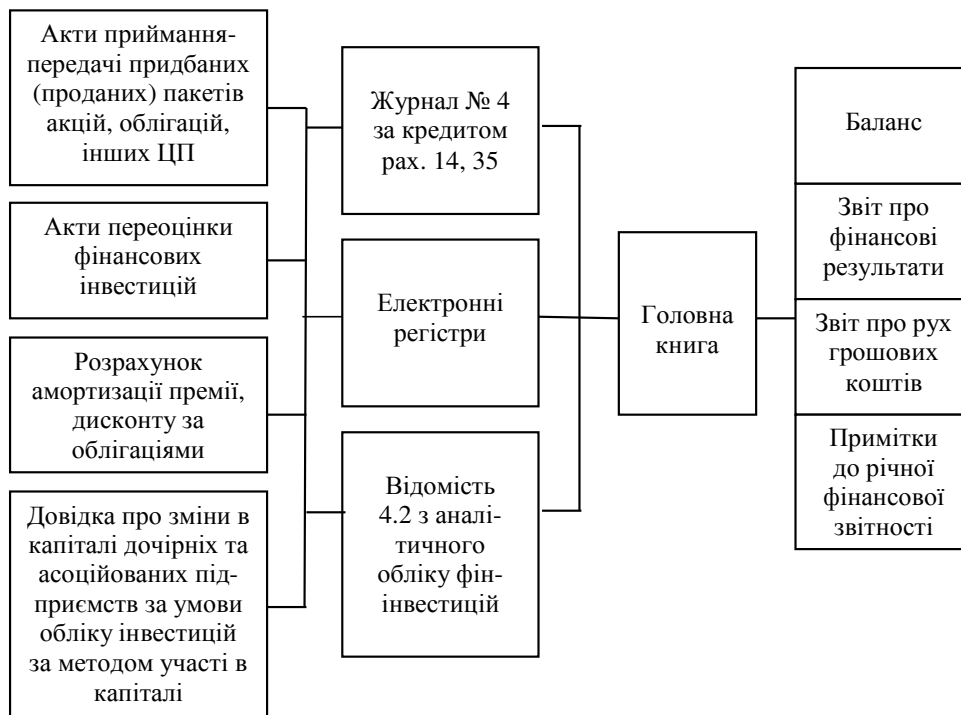 Акти приймання-
передачі придбаних
(проданих) пакетів
акцій, облігацій,
інших ЦП
Акти переоцінки
фінансових
інвестицій
Розрахунок
амортизації премії,
дисконту за
облігаціями
Довідка про зміни в
капіталі дочірніх та
асоційованих під-
приємств за умови
обліку інвестицій
за методом участі в
капіталі
Журнал № 4
за кредитом
рах. 14, 35
Електронні
регістри
Відомість
4.2 з аналі-
тичного
обліку фін-
інвестицій
Головна
книга
Баланс
Звіт про
фінансові
результати
Звіт про рух
грошових
коштів
Примітки
до річної
фінансової
звітності